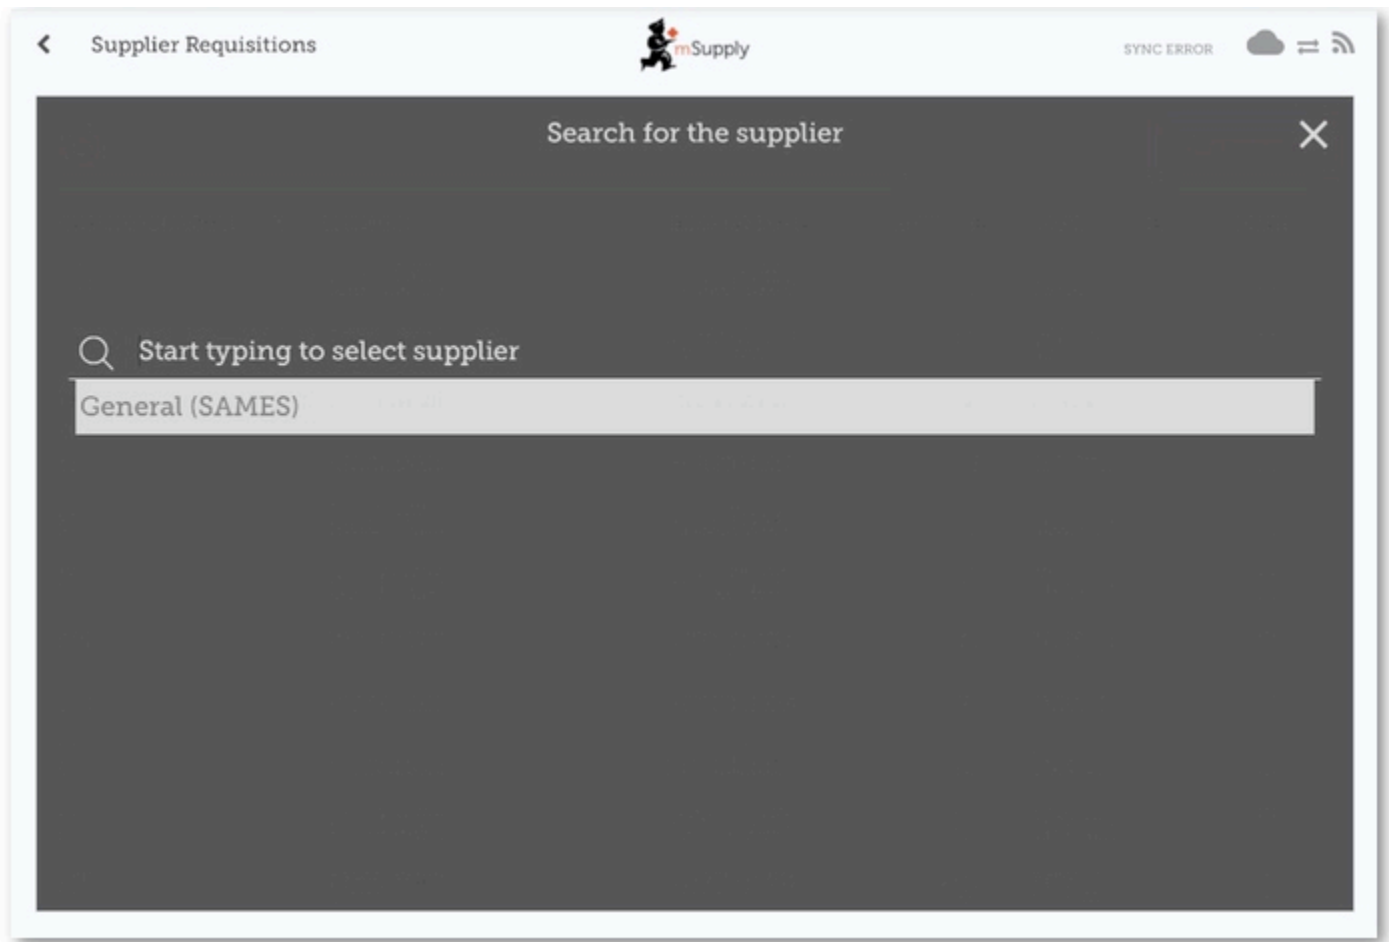 Supplier Requisitions
mSupply
SYNC ERROR
Search for the supplier
Start typing to select supplier
General (SAMES)